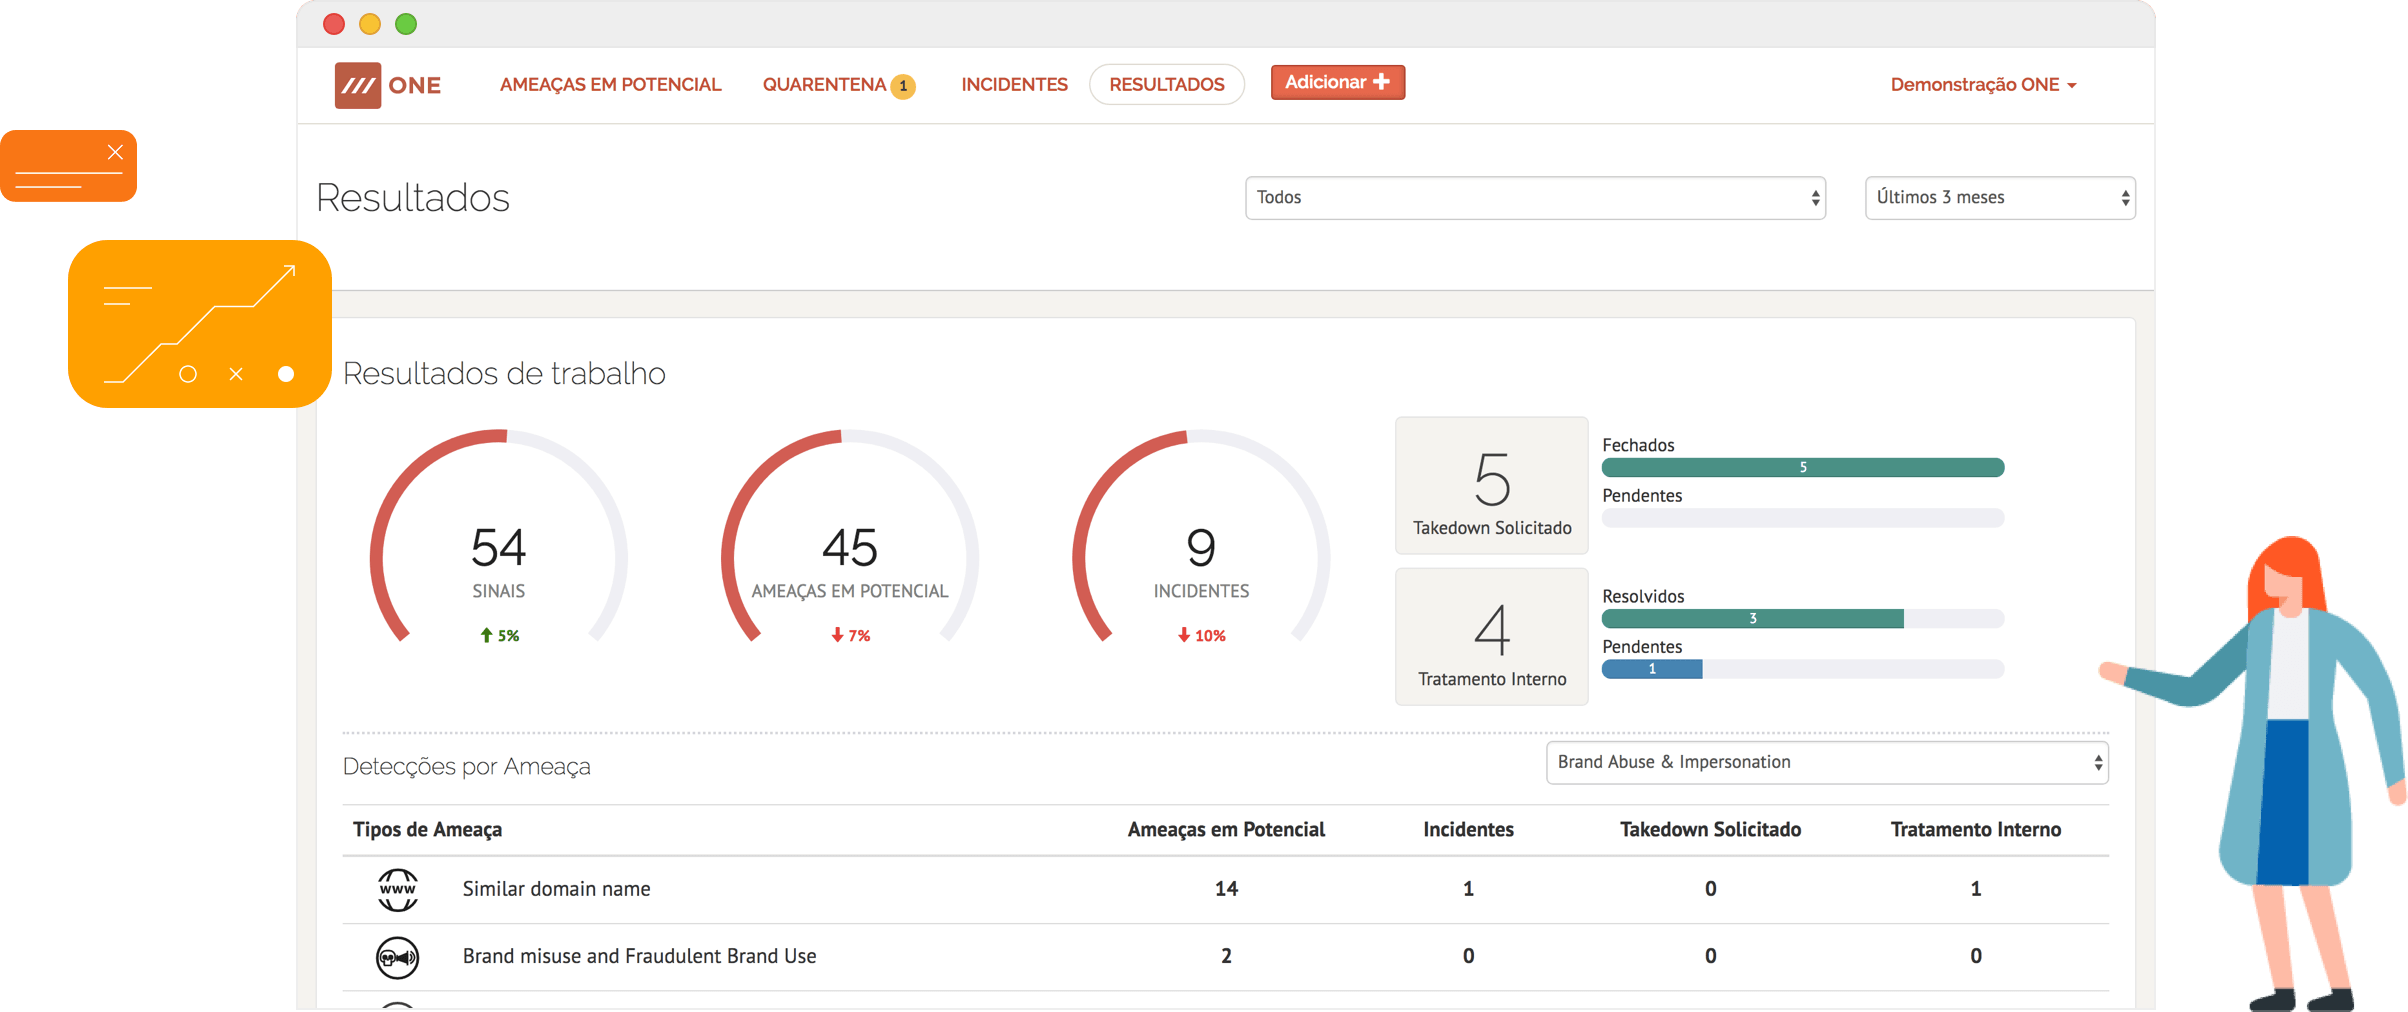 ONE AMEAÇAS EM POTENCIAL QUARENTENA 1 INCIDENTES RESULTADOS Adicionar Demonstração ONE
Resultados Todos Últimos 3 meses
Resultados de trabalho
54
SINAIS
5%
45
AMEAÇAS EM POTENCIAL
7%
9
INCIDENTES
10%
5
Takedown Solicitado
Fechados
5
Pendentes
4
Tratamento Interno
Resolvidos
3
Pendentes
1
Detecções por Ameaça Brand Abuse & Impersonation
Tipos de Ameaça Ameaças em Potencial Incidentes Takedown Solicitado Tratamento Interno
www Similar domain name 14 1 0 1
Brand misuse and Fraudulent Brand Use 2 0 0 0